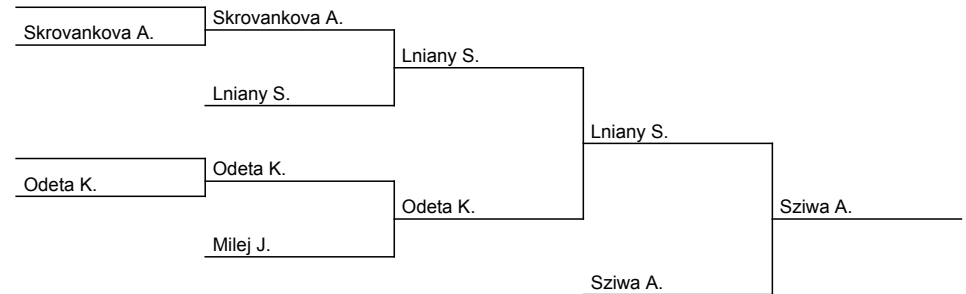 Skrovankova A.
Skrovankova A.
Lniany S.
Lniany S.
Lniany S.
Odeta K.
Odeta K.
Odeta K.
Sziwa A.
Milej J.
Sziwa A.